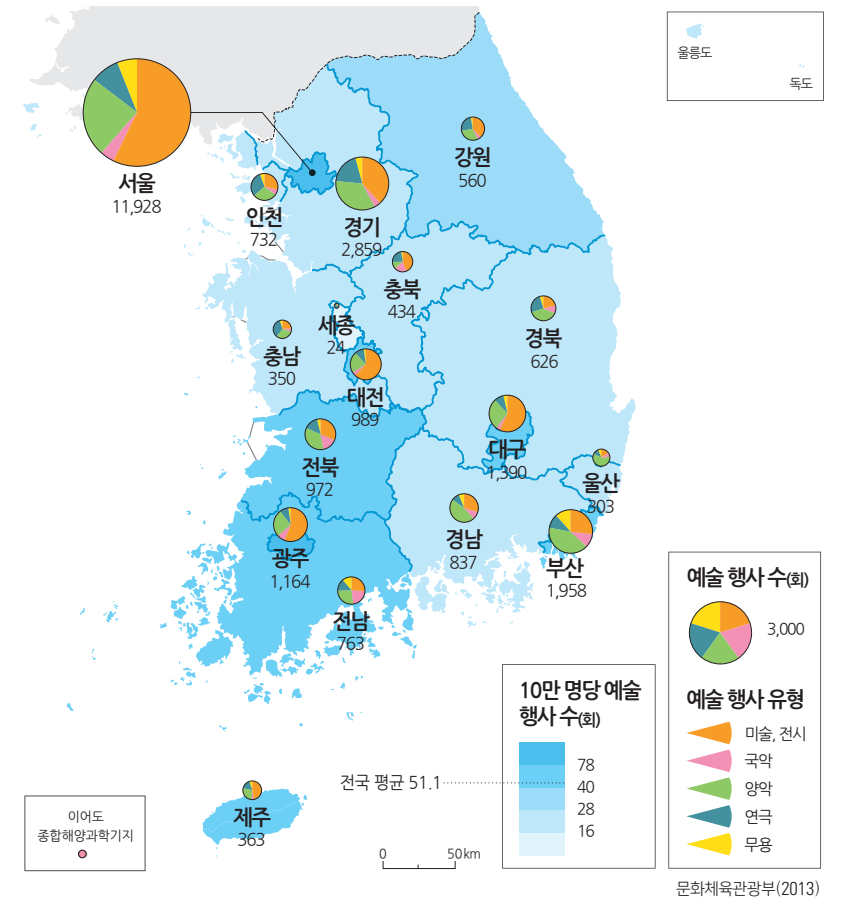 울릉도
독도
서울
11,928
강원
560
인천
732
경기
2,859
충북
434
세종
24
충남
350
경북
626
대전
989
대구
1,390
전북
972
울산
303
경남
837
광주
1,164
부산
1,958
전남
763
제주
363
예술 행사 수(회)
3,000
예술 행사 유형
미술, 전시
국악
양악
연극
무용
10만 명당 예술
행사 수(회)
78
40
28
16
전국 평균 51.1
이어도
종합해양과학기지
0 50km
문화체육관광부(2013)